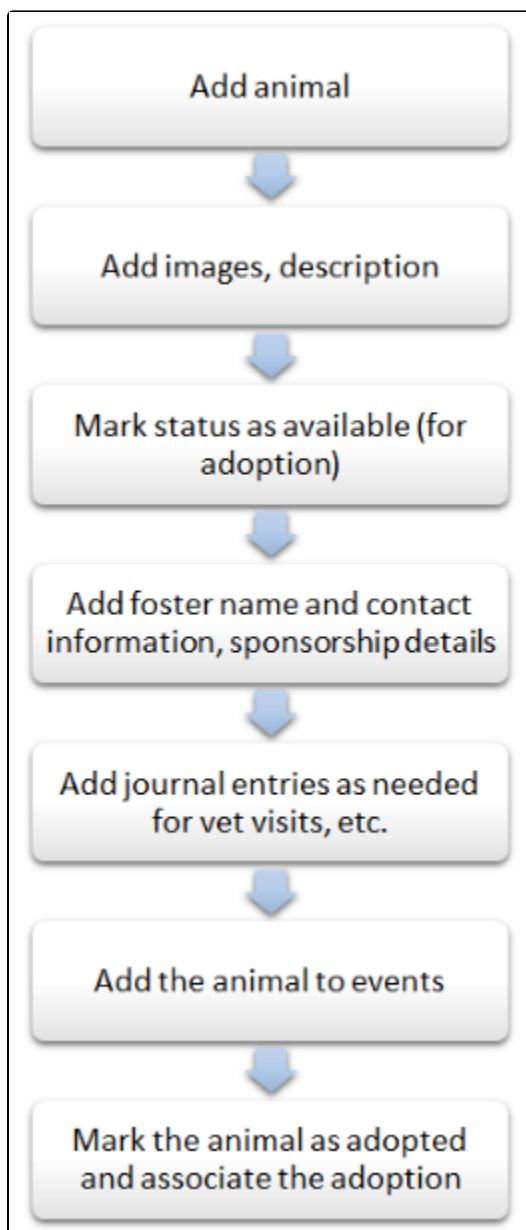 Add animal
Add images, description
Mark status as available (for
adoption)
Add foster name and contact
information, sponsorship details
Add journal entries as needed
for vet visits, etc.
Add the animal to events
Mark the animal as adopted
and associate the adoption